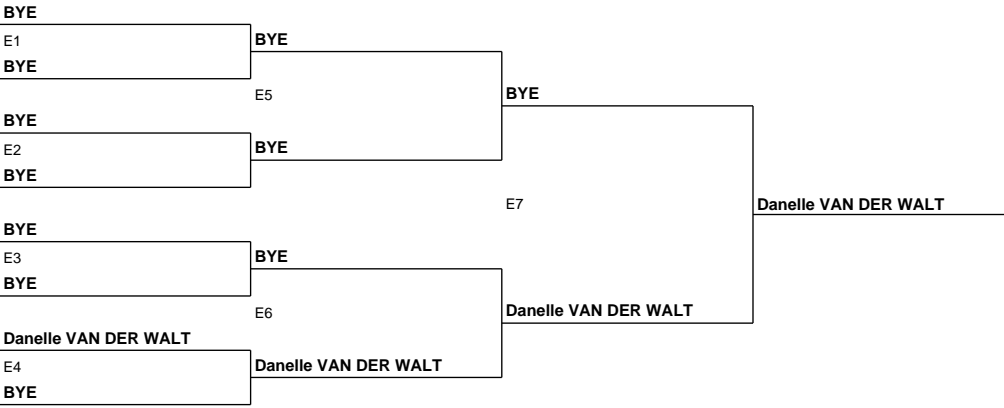 BYE
E1
BYE
BYE
E5
BYE
BYE
E2
BYE
BYE
E7
Danelle VAN DER WALT
BYE
E3
BYE
BYE
E6
Danelle VAN DER WALT
Danelle VAN DER WALT
E4
Danelle VAN DER WALT
BYE